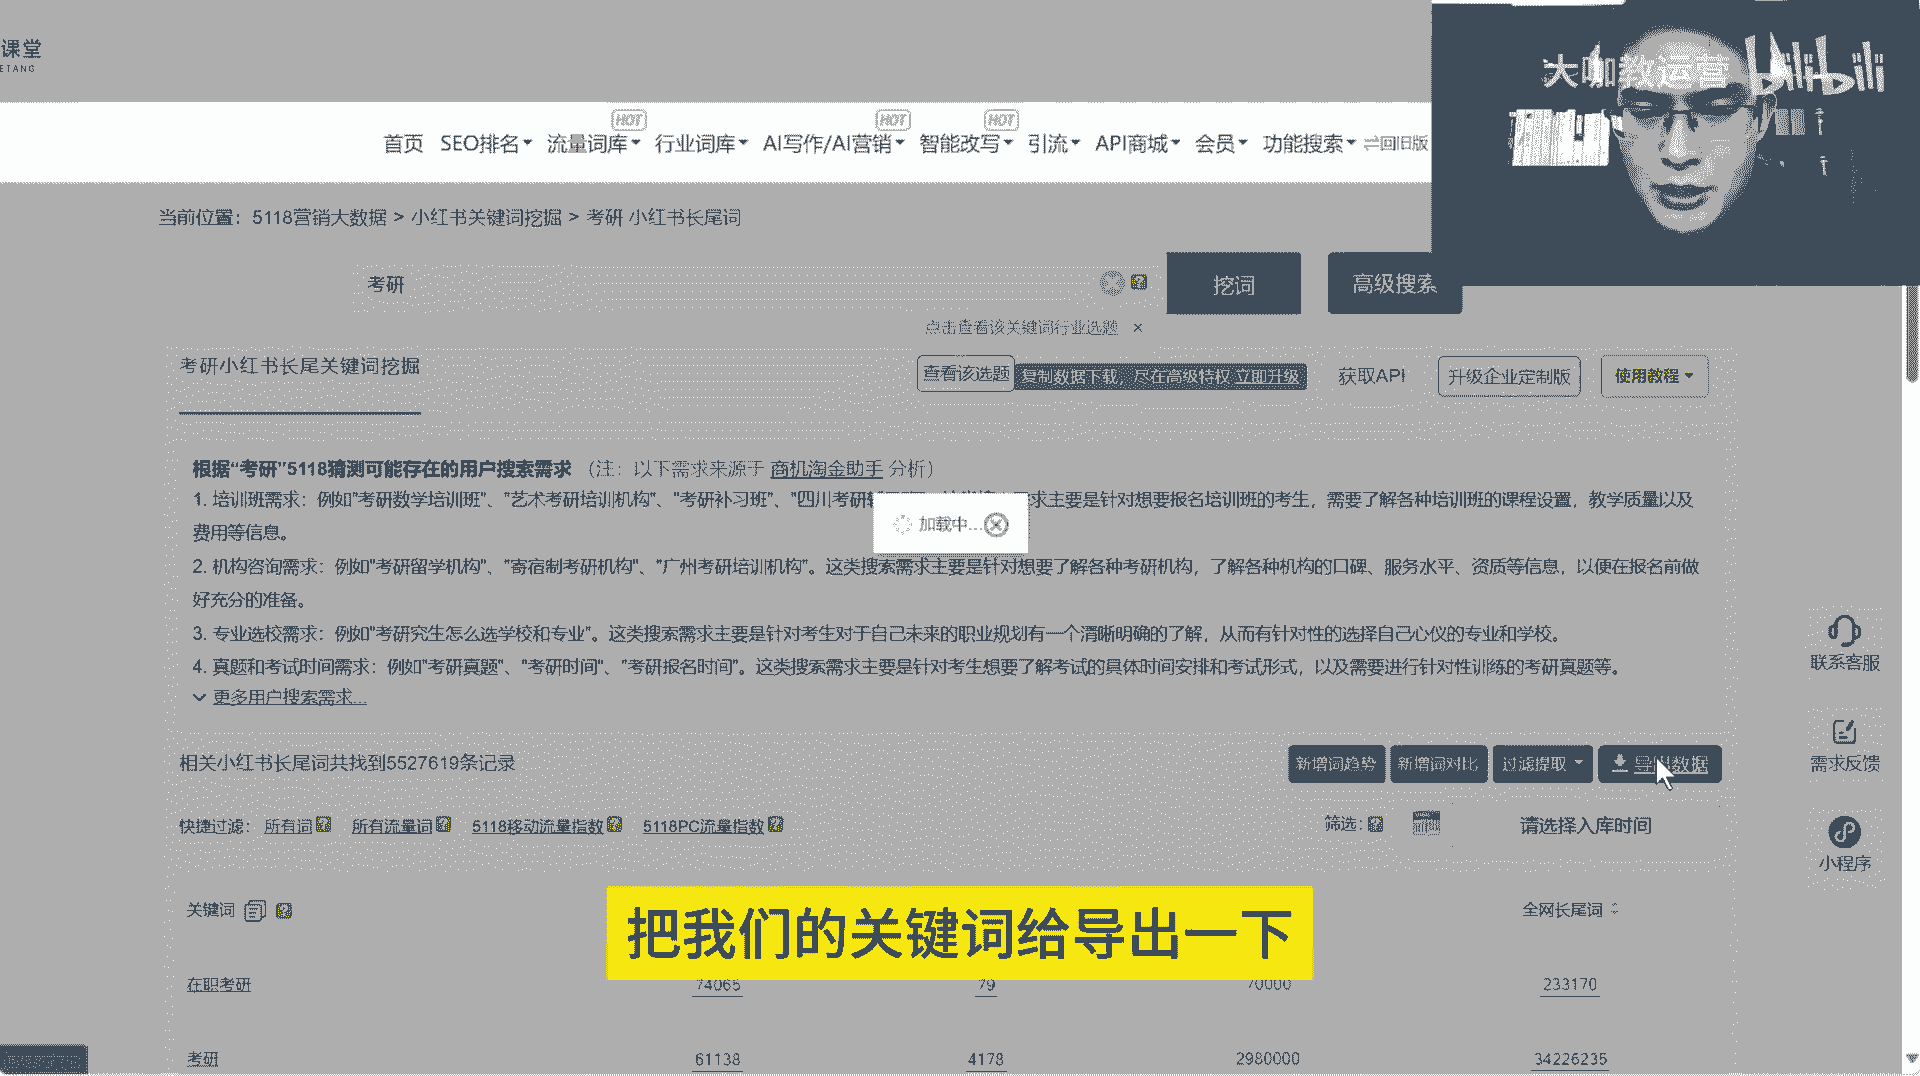 课堂
ETANG
大咖教运营 bilibili
首页 SEO排名 流量词库 HOT 行业词库 AI写作/AI营销 HOT 智能改写 HOT 引流 API商城 会员 功能搜索 回旧版
当前位置：5118营销大数据 > 小红书关键词挖掘 > 考研 小红书长尾词
考研 挖词 高级搜索
点击查看该关键词行业选题 ×
考研小红书长尾关键词挖掘 查看该选题 复制数据下载，尽在高级特权 立即升级 获取API 升级企业定制版 使用教程
根据“考研”5118猜测可能存在的用户搜索需求 （注：以下需求来源于 商机淘金助手 分析）
1. 培训班需求：例如"考研数学培训班"、"艺术考研培训机构"、"考研补习班"、"四川考研 求主要是针对想要报名培训班的考生，需要了解各种培训班的课程设置，教学质量以及
费用等信息。
加载中...
2. 机构咨询需求：例如"考研留学机构"、"寄宿制考研机构"、"广州考研培训机构"。这类搜索需求主要是针对想要了解各种考研机构，了解各种机构的口碑、服务水平、资质等信息，以便在报名前做
好充分的准备。
3. 专业选校需求：例如"考研究生怎么选学校和专业"。这类搜索需求主要是针对考生对于自己未来的职业规划有一个清晰明确的了解，从而有针对性的选择自己心仪的专业和学校。
4. 真题和考试时间需求：例如"考研真题"、"考研时间"、"考研报名时间"。这类搜索需求主要是针对考生想要了解考试的具体时间安排和考试形式，以及需要进行针对性训练的考研真题等。
更多用户搜索需求...
联系客服
相关小红书长尾词共找到5527619条记录 新增词趋势 新增词对比 过滤提取 导出数据
需求反馈
快捷过滤： 所有词 所有流量词 5118移动流量指数 5118PC流量指数 筛选: 请选择入库时间
小程序
关键词 全网长尾词
把我们的关键词给导出一下
在职考研 74065 79 70000 233170
考研 61138 4178 2980000 34226235